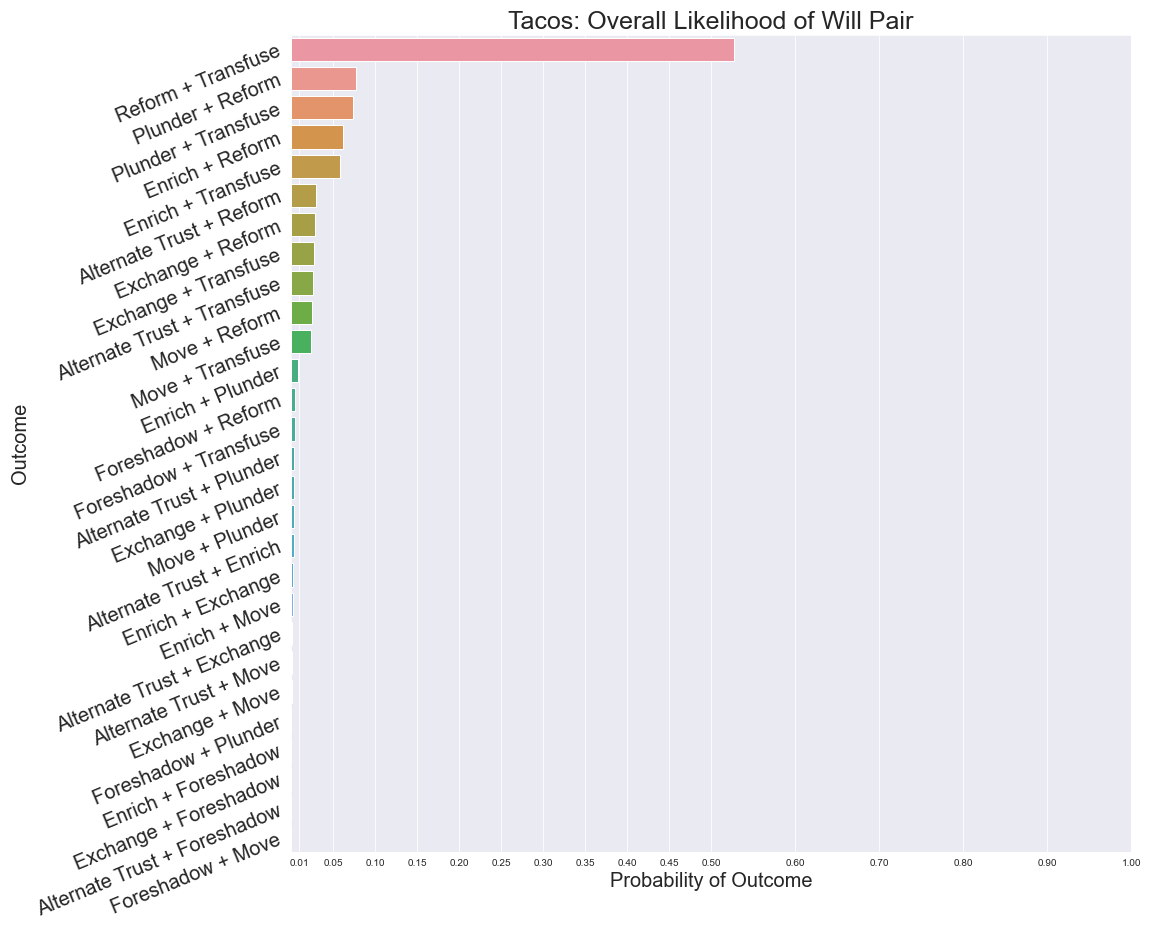 Tacos: Overall Likelihood of Will Pair
Outcome
Reform + Transfuse
Plunder + Reform
Plunder + Transfuse
Enrich + Reform
Enrich + Transfuse
Alternate Trust + Reform
Exchange + Reform
Exchange + Transfuse
Alternate Trust + Transfuse
Move + Reform
Move + Transfuse
Enrich + Plunder
Foreshadow + Reform
Foreshadow + Transfuse
Alternate Trust + Plunder
Exchange + Plunder
Move + Plunder
Alternate Trust + Enrich
Enrich + Exchange
Enrich + Move
Alternate Trust + Exchange
Alternate Trust + Move
Exchange + Move
Foreshadow + Plunder
Enrich + Foreshadow
Exchange + Foreshadow
Alternate Trust + Foreshadow
Foreshadow + Move
0.01 0.05 0.10 0.15 0.20 0.25 0.30 0.35 0.40 0.45 0.50 0.60 0.70 0.80 0.90 1.00
Probability of Outcome